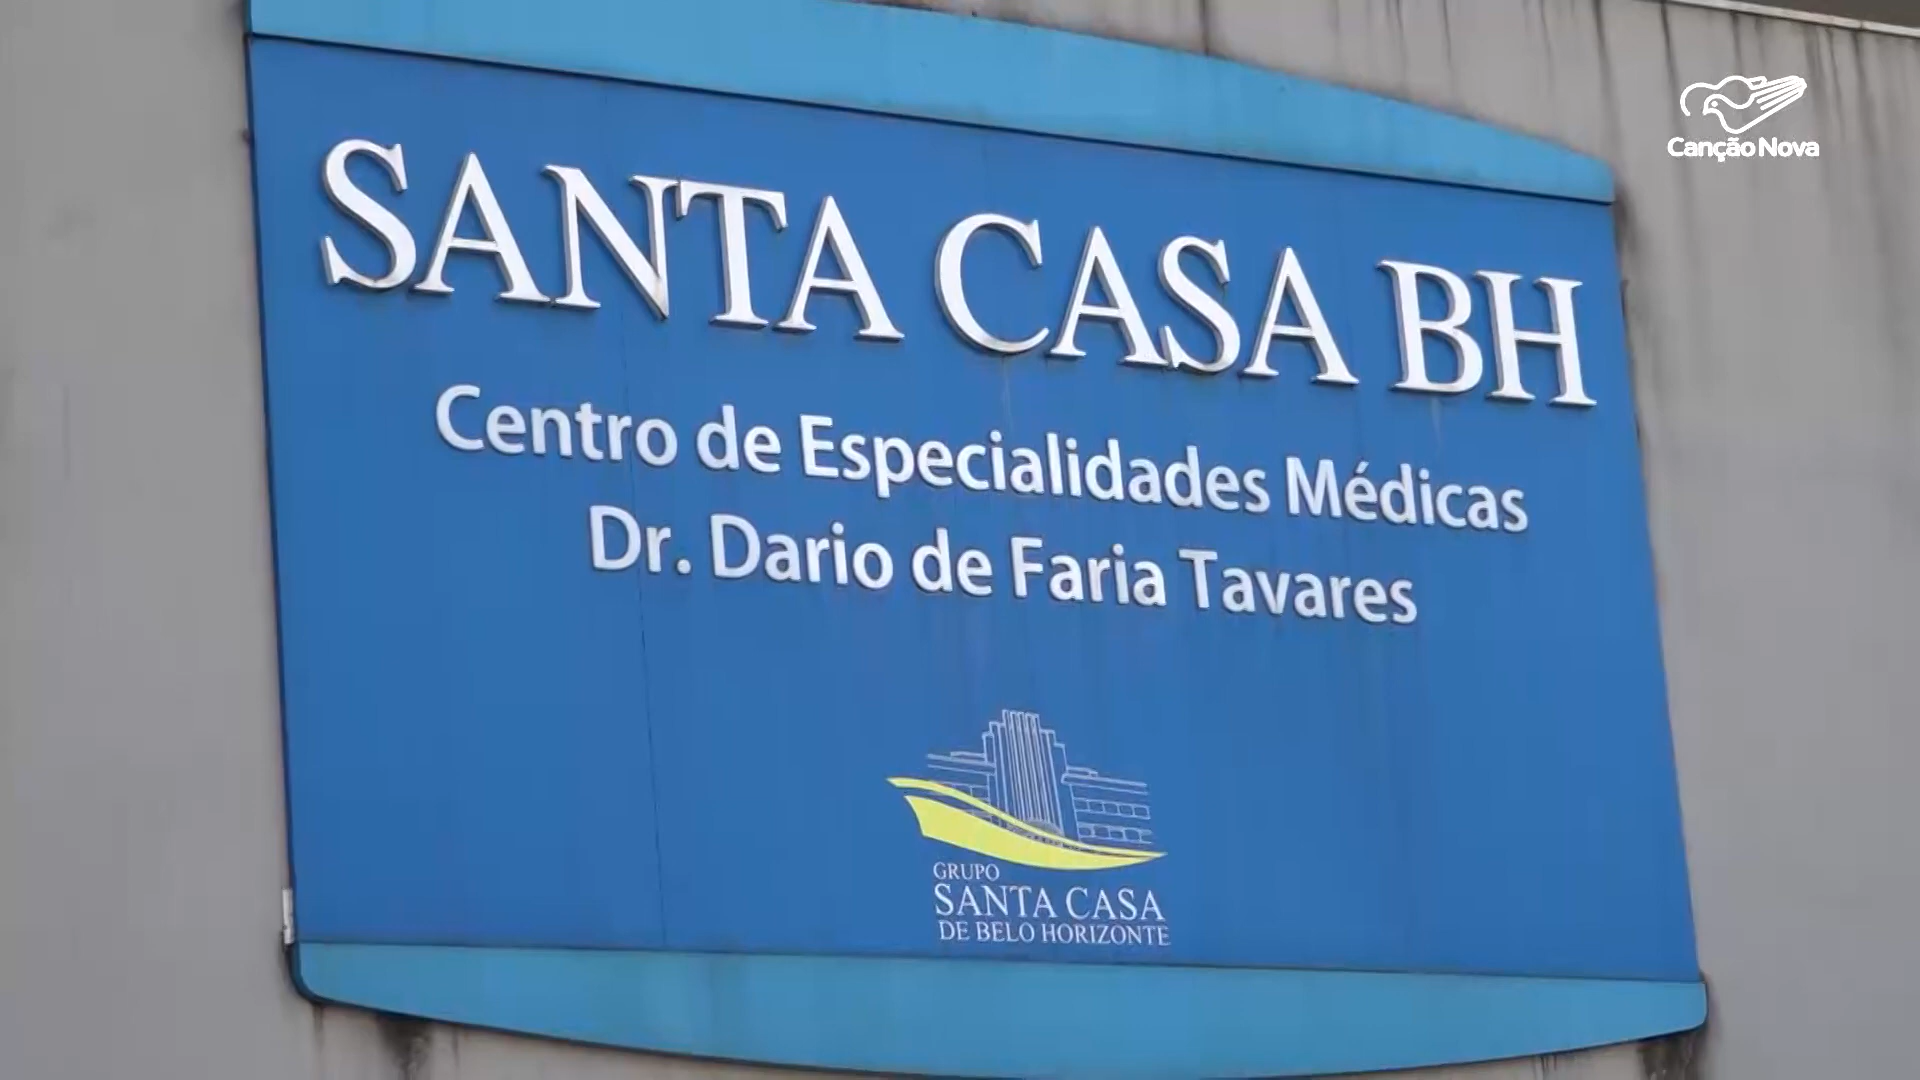 Canção Nova
SANTA CASA BH
Centro de Especialidades Médicas
Dr. Dario de Faria Tavares
GRUPO
SANTA CASA
DE BELO HORIZONTE